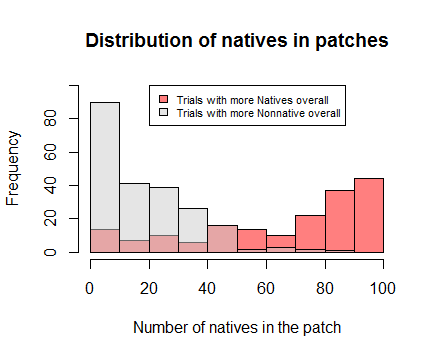 Distribution of natives in patches
Trials with more Natives overall
Trials with more Nonnative overall
Frequency
0 20 40 60 80
0 20 40 60 80 100
Number of natives in the patch